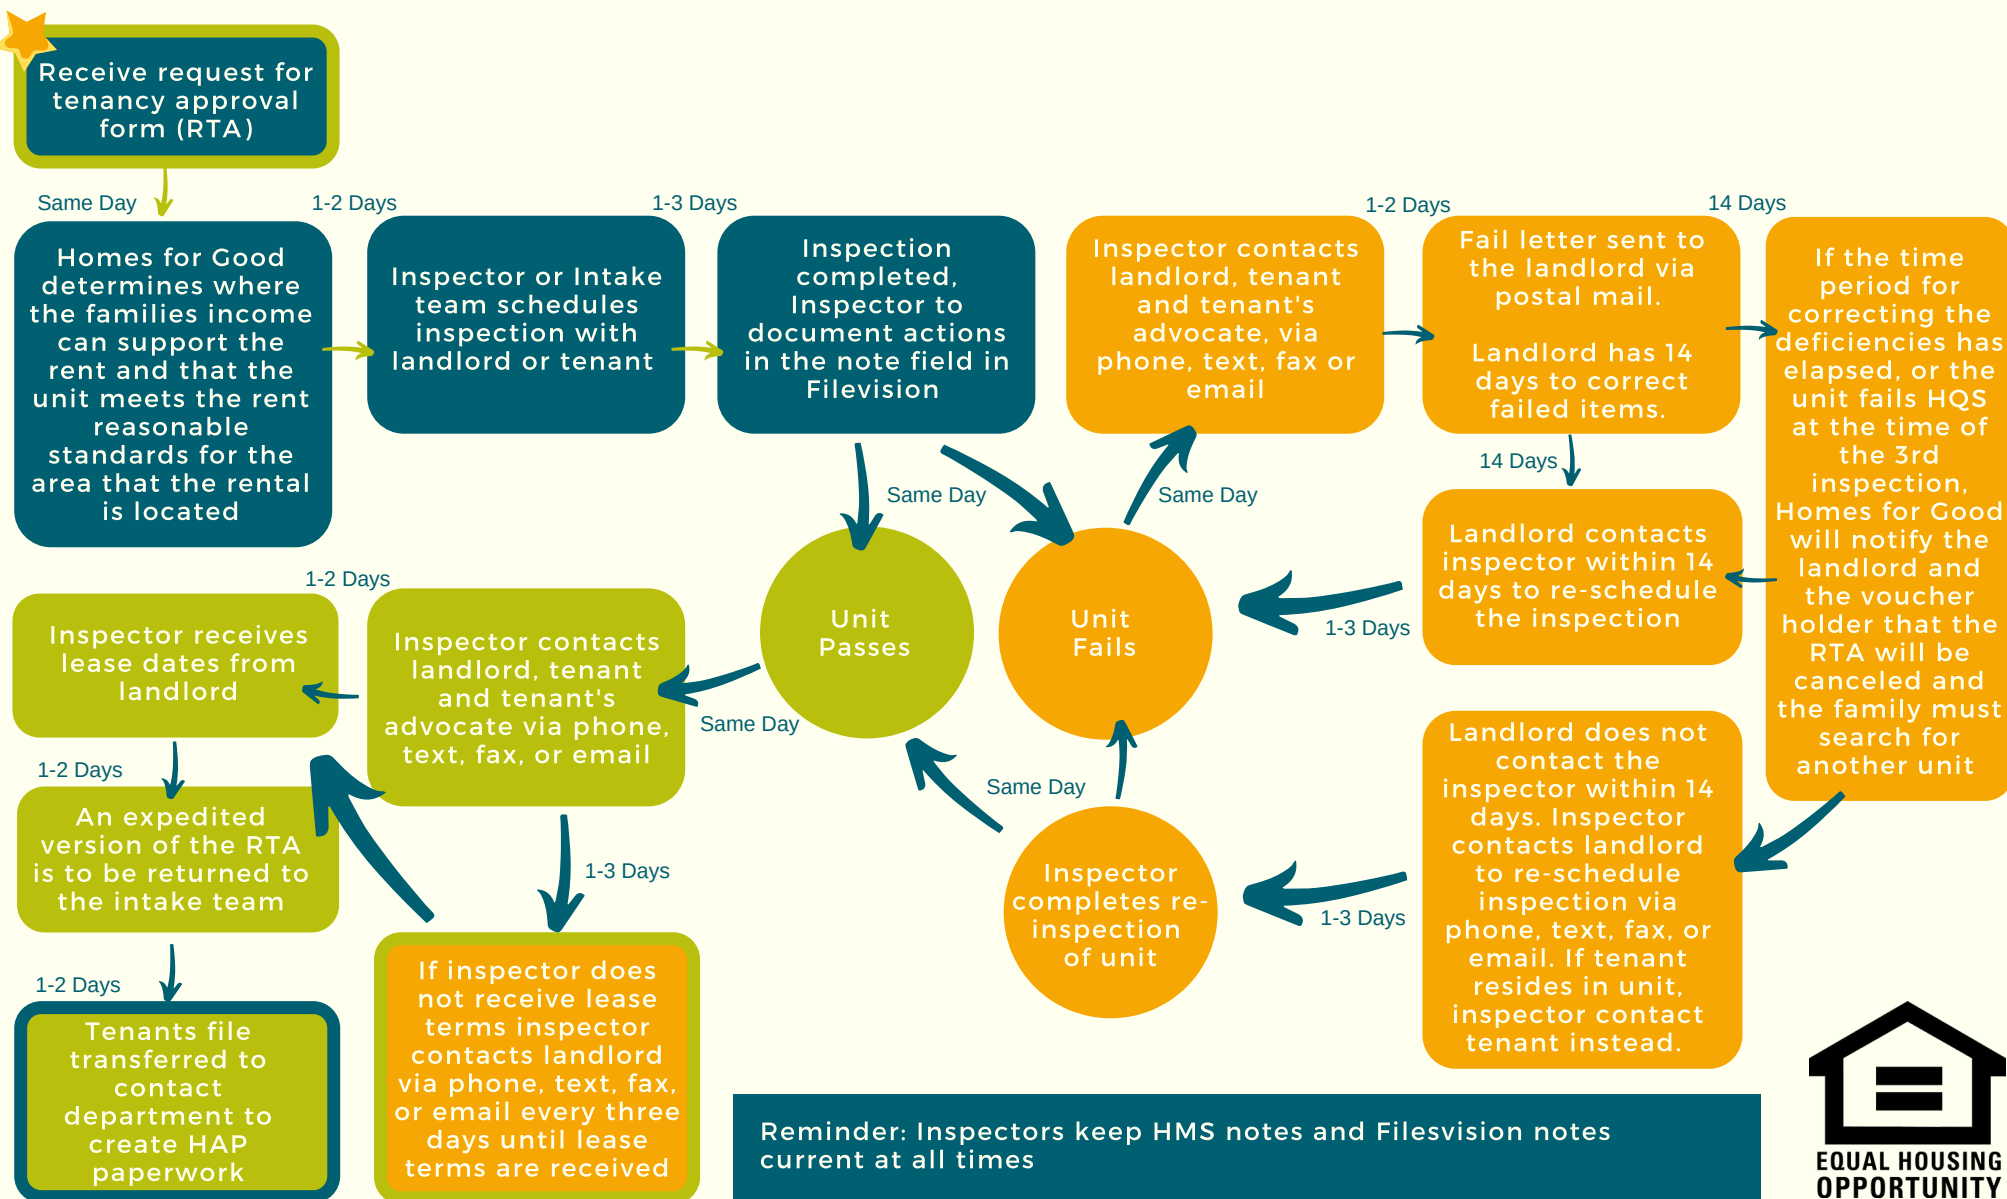 Receive request for
tenancy approval
form (RTA)
Same Day
Homes for Good
determines where
the families income
can support the
rent and that the
unit meets the rent
reasonable
standards for the
area that the rental
is located
1-2 Days
Inspector or Intake
team schedules
inspection with
landlord or tenant
1-3 Days
Inspection
completed,
Inspector to
document actions
in the note field in
Filevision
Same Day
Unit
Passes
Unit
Fails
Same Day
Inspector contacts
landlord, tenant
and tenant's
advocate, via
phone, text, fax or
email
1-2 Days
Fail letter sent to
the landlord via
postal mail.
Landlord has 14
days to correct
failed items.
14 Days
If the time
period for
correcting the
deficiencies has
elapsed, or the
unit fails HQS
at the time of
the 3rd
inspection,
Homes for Good
will notify the
landlord and
the voucher
holder that the
RTA will be
canceled and
the family must
search for
another unit
14 Days
Landlord contacts
inspector within 14
days to re-schedule
the inspection
1-3 Days
Landlord does not
contact the
inspector within 14
days. Inspector
contacts landlord
to re-schedule
inspection via
phone, text, fax, or
email. If tenant
resides in unit,
inspector contact
tenant instead.
1-3 Days
Inspector
completes re-
inspection
of unit
Same Day
Same Day
Inspector contacts
landlord, tenant
and tenant's
advocate via phone,
text, fax, or email
1-2 Days
Inspector receives
lease dates from
landlord
1-2 Days
An expedited
version of the RTA
is to be returned to
the intake team
1-2 Days
Tenants file
transferred to
contact
department to
create HAP
paperwork
1-3 Days
If inspector does
not receive lease
terms inspector
contacts landlord
via phone, text, fax,
or email every three
days until lease
terms are received
Reminder: Inspectors keep HMS notes and Filesvision notes
current at all times
EQUAL HOUSING
OPPORTUNITY